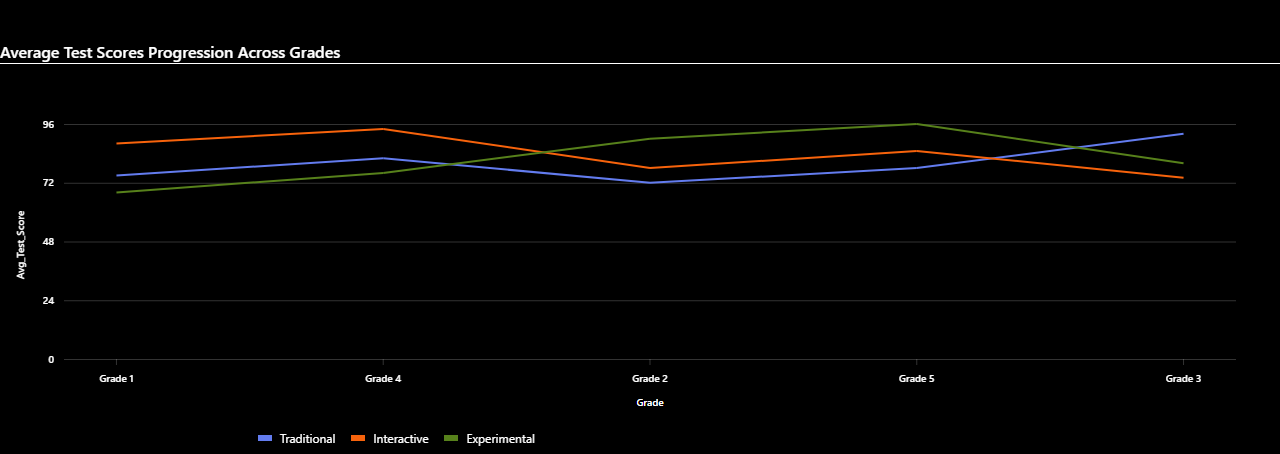 Average Test Scores Progression Across Grades
96
72
48
24
0
Avg_Test_Score
Grade 1 Grade 4 Grade 2 Grade 5 Grade 3
Grade
Traditional Interactive Experimental